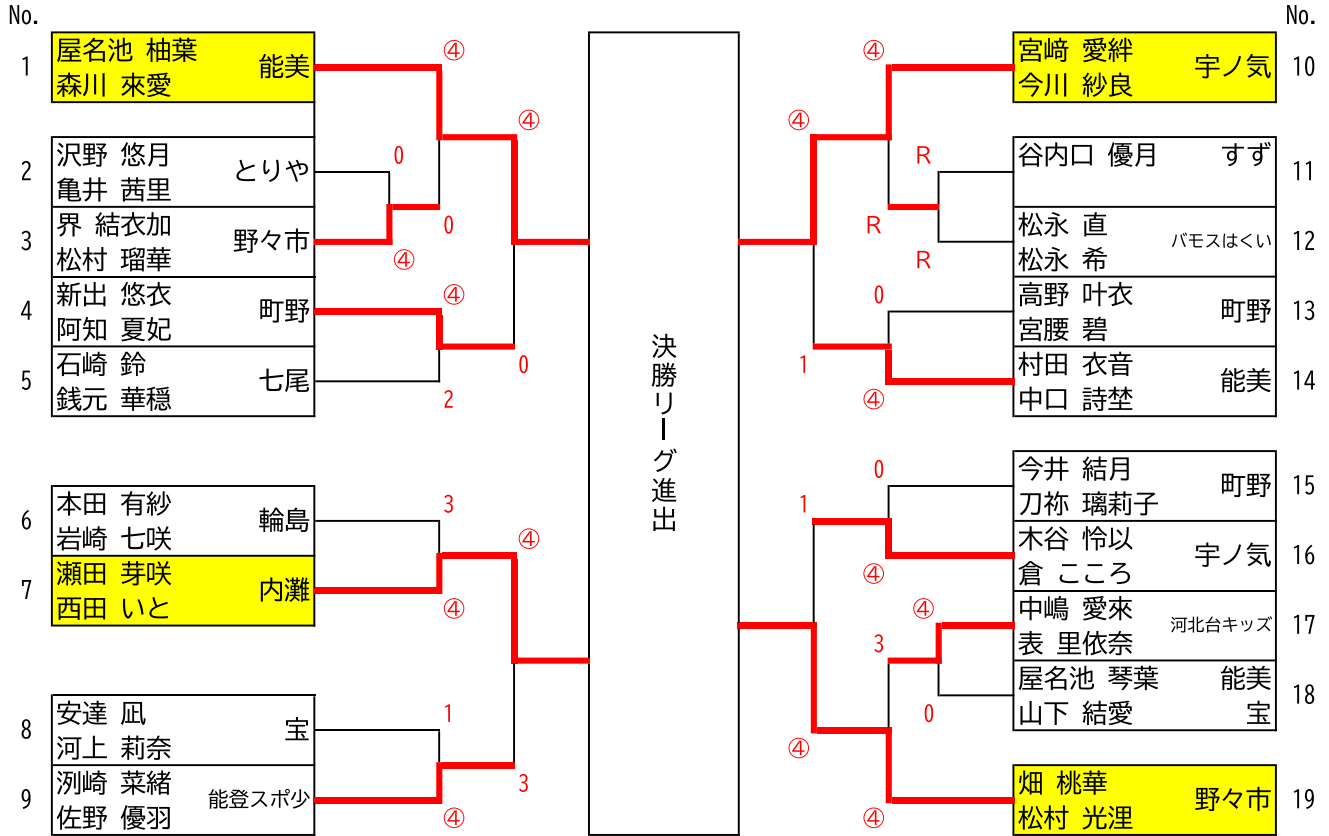 No.
1
屋名池 柚葉
能美
森川 來愛
④
2
沢野 悠月
とりや
亀井 茜里
0
3
界 結衣加
野々市
松村 瑠華
0
④
④
4
新出 悠衣
町野
阿知 夏妃
④
5
石崎 鈴
七尾
銭元 華穏
2
0
6
本田 有紗
輪島
岩崎 七咲
3
7
瀬田 芽咲
内灘
西田 いと
④
④
8
安達 凪
宝
河上 莉奈
1
9
洌崎 菜緒
能登スポ少
佐野 優羽
④
3
決勝リーグ進出
No.
④
宮﨑 愛絆
宇ノ気
今川 紗良
10
④
R
谷内口 優月
すず
11
R
R
松永 直
バモスはくい
松永 希
12
0
高野 叶衣
町野
宮腰 碧
13
1
④
村田 衣音
能美
中口 詩埜
14
0
今井 結月
町野
刀祢 璃莉子
15
1
④
木谷 怜以
宇ノ気
倉 こころ
16
④
中嶋 愛來
河北台キッズ
表 里依奈
17
3
0
屋名池 琴葉
能美
山下 結愛
宝
18
④
④
畑 桃華
野々市
松村 光浬
19